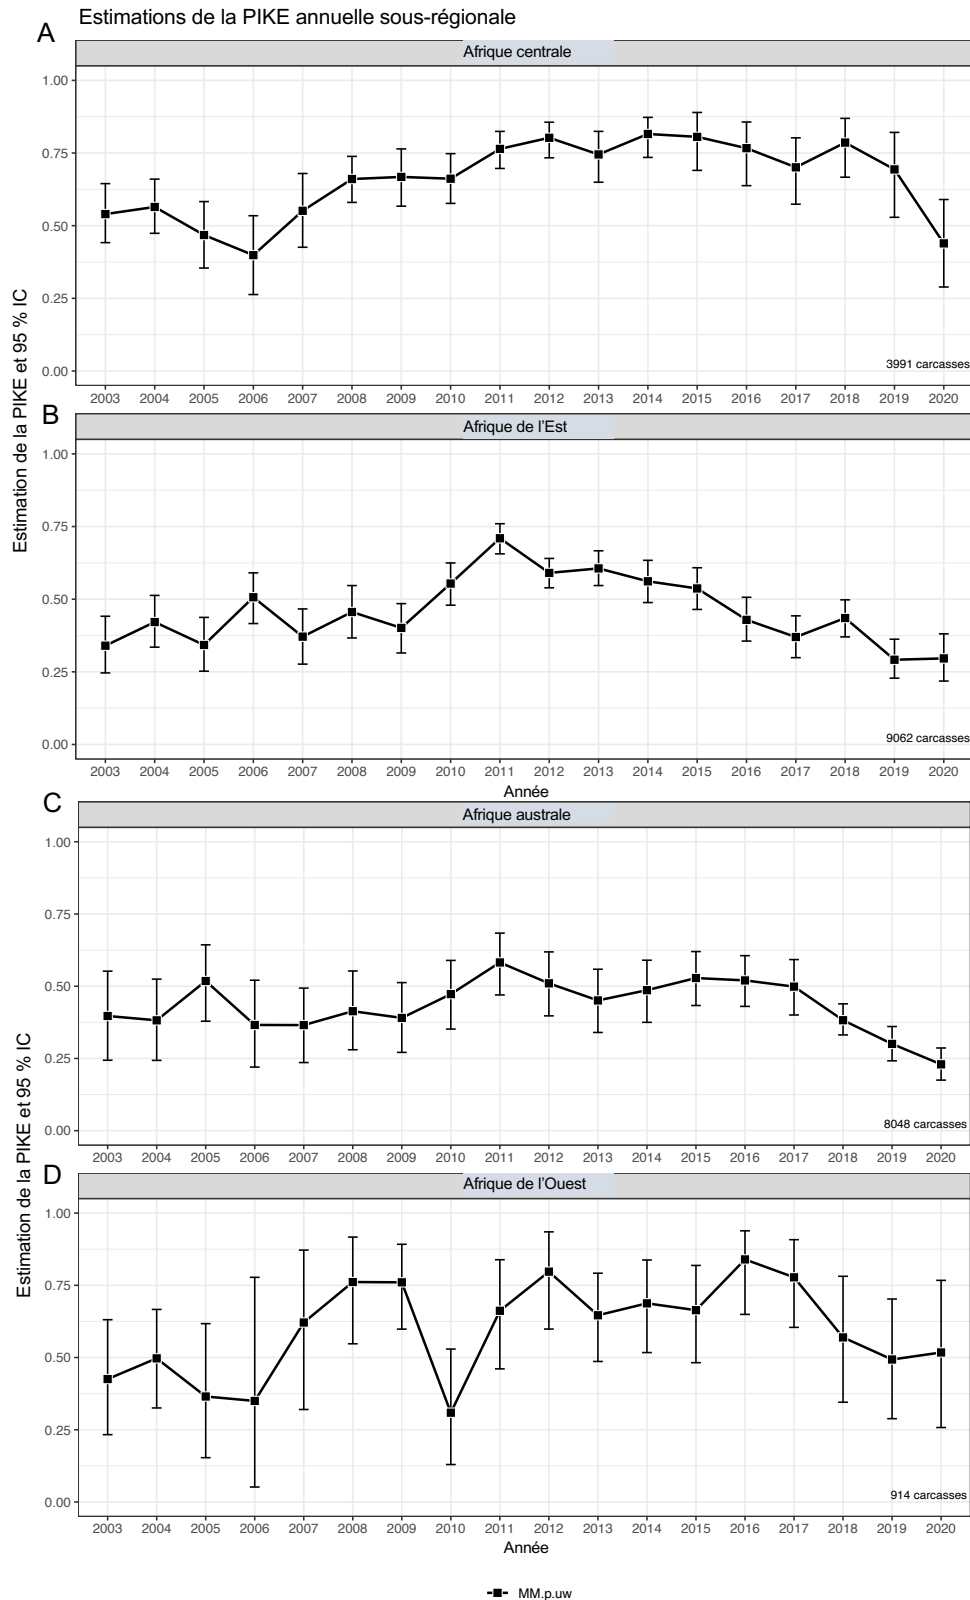 Estimations de la PIKE annuelle sous-régionale
A
Afrique centrale
1.00
0.75
0.50
0.25
0.00
3991 carcasses
2003 2004 2005 2006 2007 2008 2009 2010 2011 2012 2013 2014 2015 2016 2017 2018 2019 2020
Estimation de la PIKE et 95 % IC
B
Afrique de l'Est
1.00
0.75
0.50
0.25
0.00
9062 carcasses
2003 2004 2005 2006 2007 2008 2009 2010 2011 2012 2013 2014 2015 2016 2017 2018 2019 2020
Année
C
Afrique australe
1.00
0.75
0.50
0.25
0.00
8048 carcasses
2003 2004 2005 2006 2007 2008 2009 2010 2011 2012 2013 2014 2015 2016 2017 2018 2019 2020
Estimation de la PIKE et 95 % IC
D
Afrique de l'Ouest
1.00
0.75
0.50
0.25
0.00
914 carcasses
2003 2004 2005 2006 2007 2008 2009 2010 2011 2012 2013 2014 2015 2016 2017 2018 2019 2020
Année
MM.p.uw